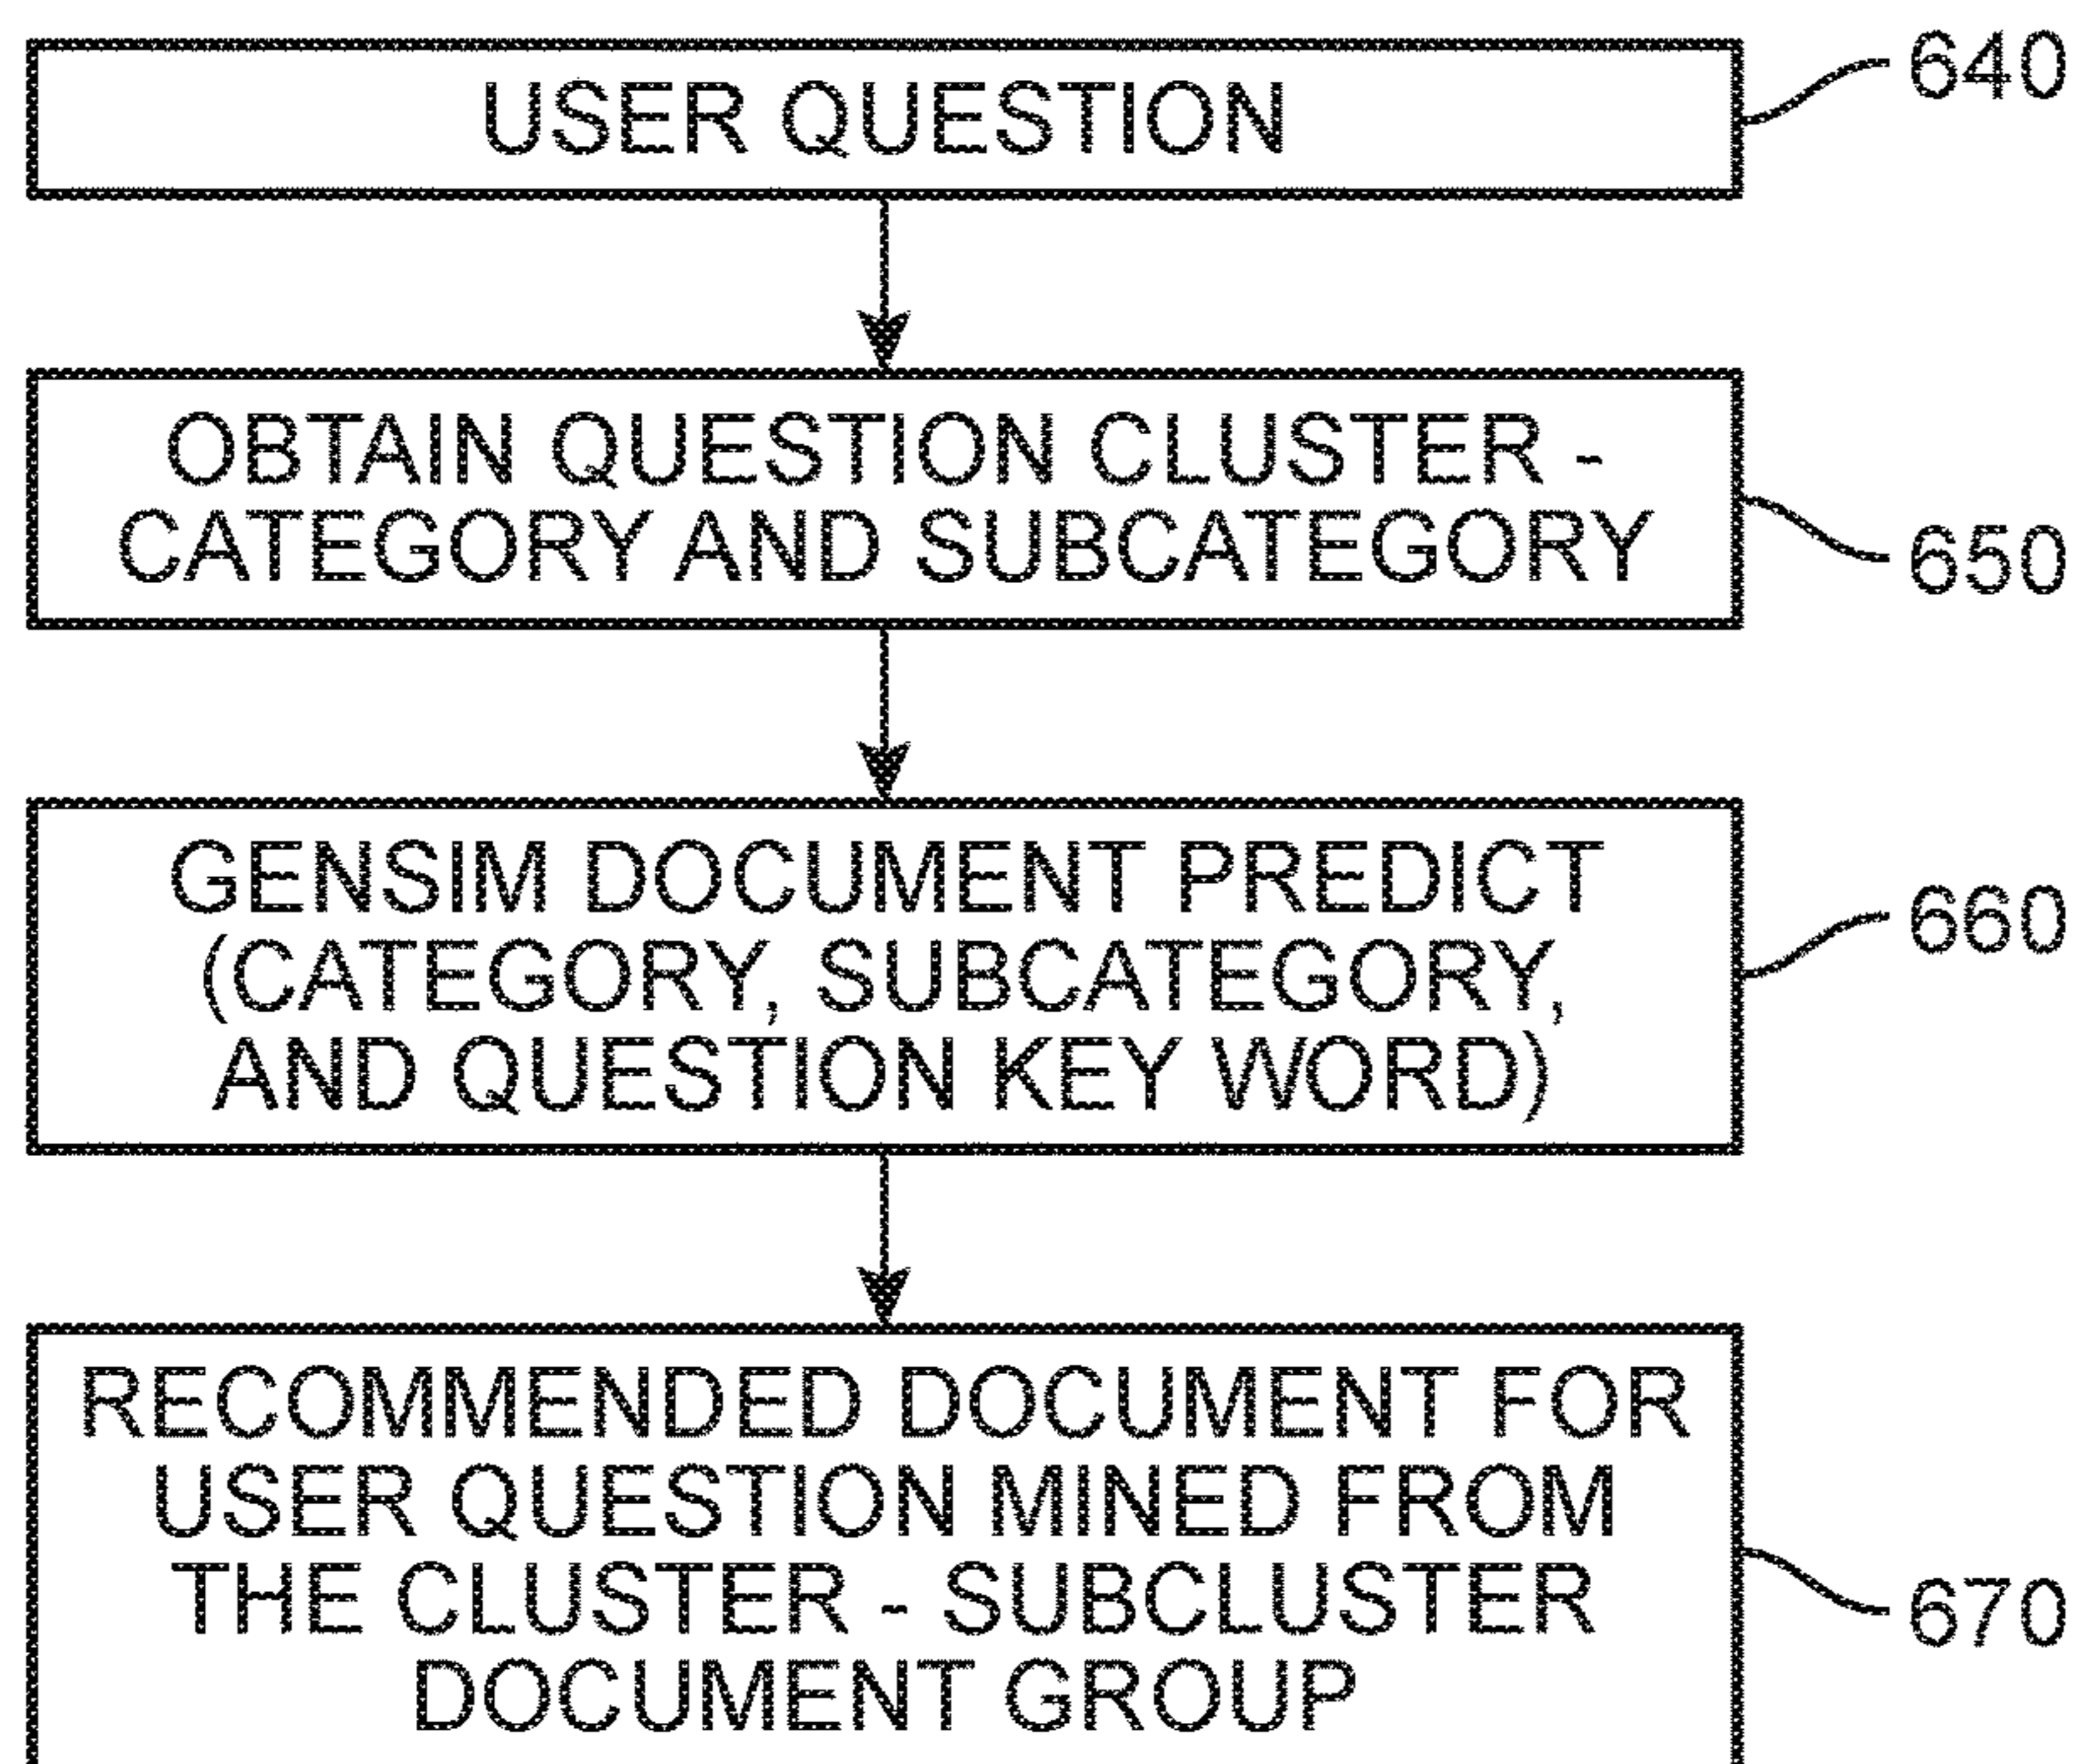 USER QUESTION
640
OBTAIN QUESTION CLUSTER -
CATEGORY AND SUBCATEGORY
650
GENSIM DOCUMENT PREDICT
(CATEGORY, SUBCATEGORY,
AND QUESTION KEY WORD)
660
RECOMMENDED DOCUMENT FOR
USER QUESTION MINED FROM
THE CLUSTER - SUBCLUSTER
DOCUMENT GROUP
670